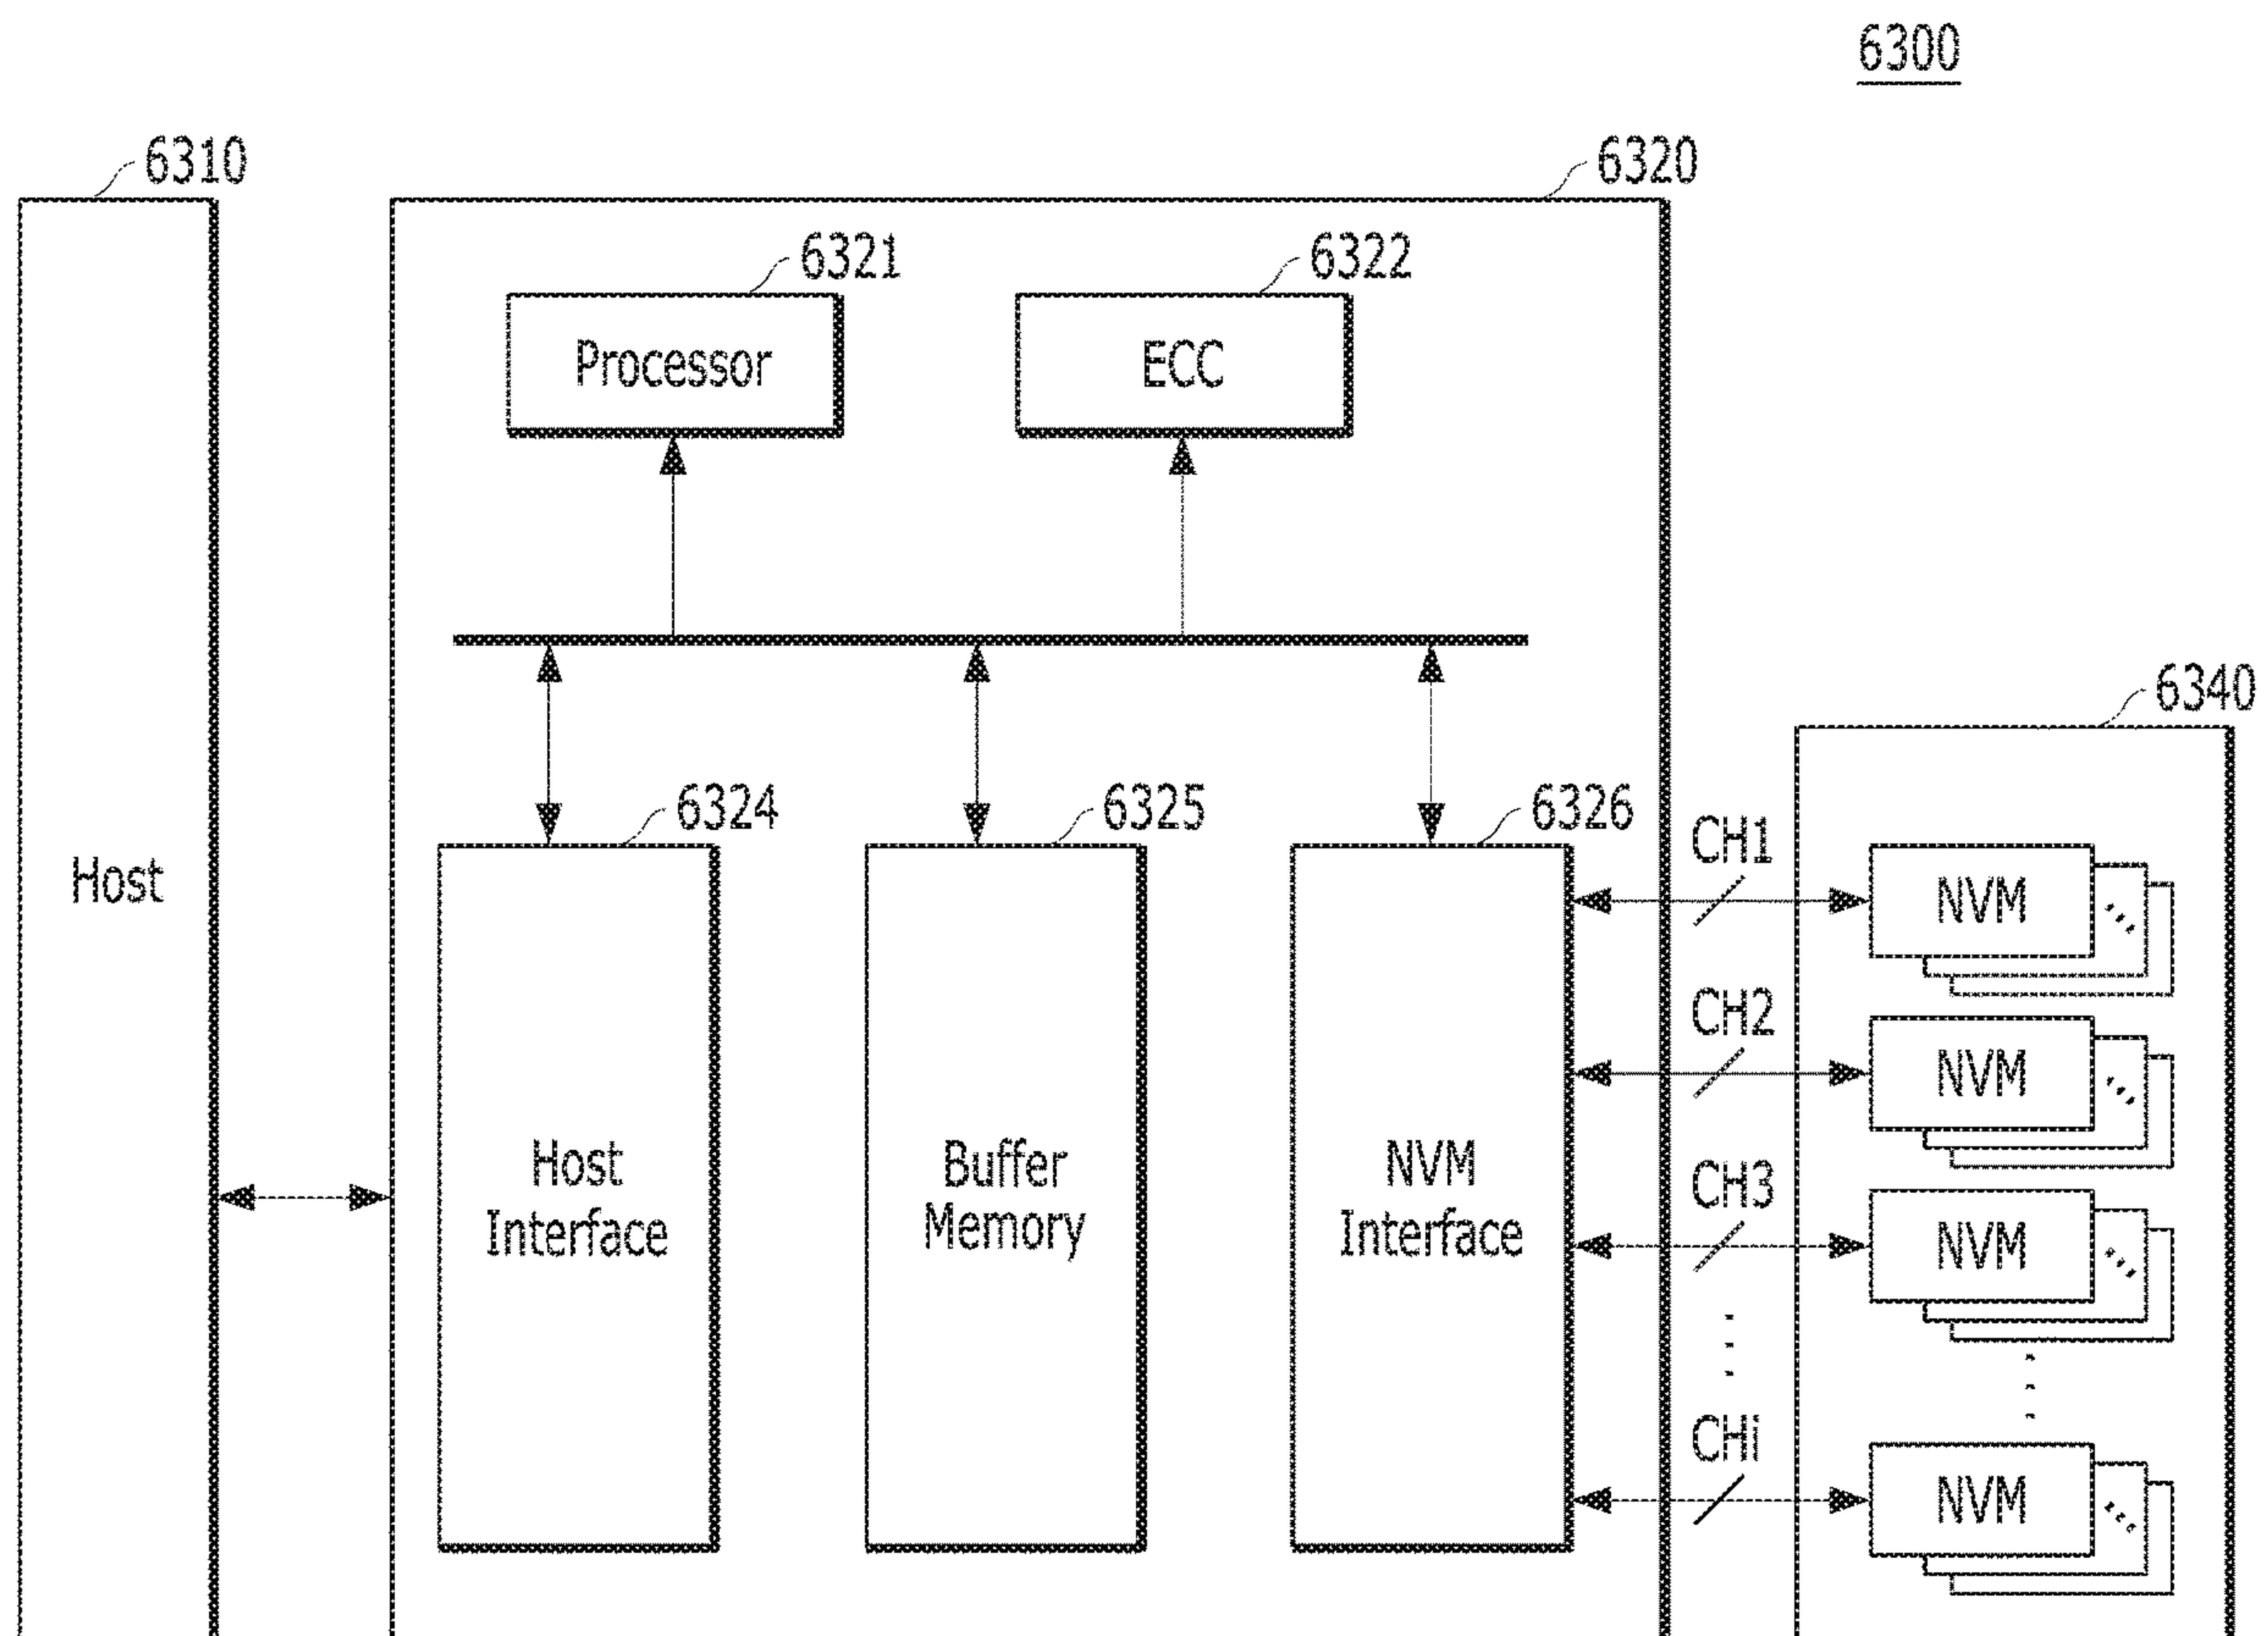 6300
6310
6320
6321
6322
Processor
ECC
6340
6324
6325
6326
CH1
Host
NVM
CH2
NVM
Host
Interface
Buffer
Memory
NVM
Interface
CH3
NVM
CHi
NVM